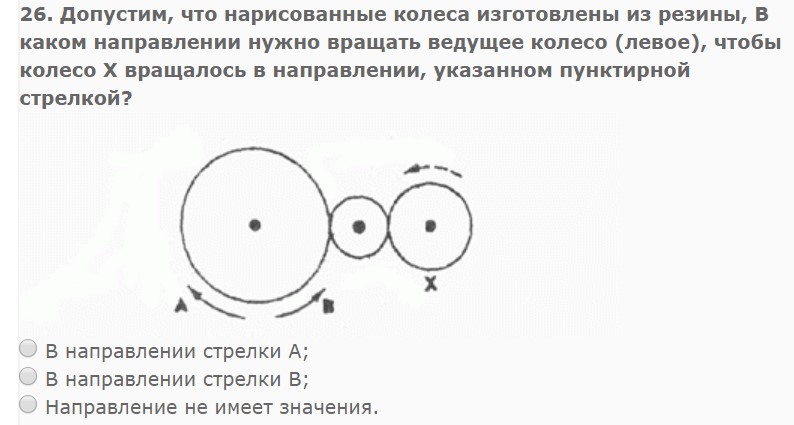 26. Допустим, что нарисованные колеса изготовлены из резины, В
каком направлении нужно вращать ведущее колесо (левое), чтобы
колесо X вращалось в направлении, указанном пунктирной
стрелкой?
A
B
X
В направлении стрелки А;
В направлении стрелки В;
Направление не имеет значения.